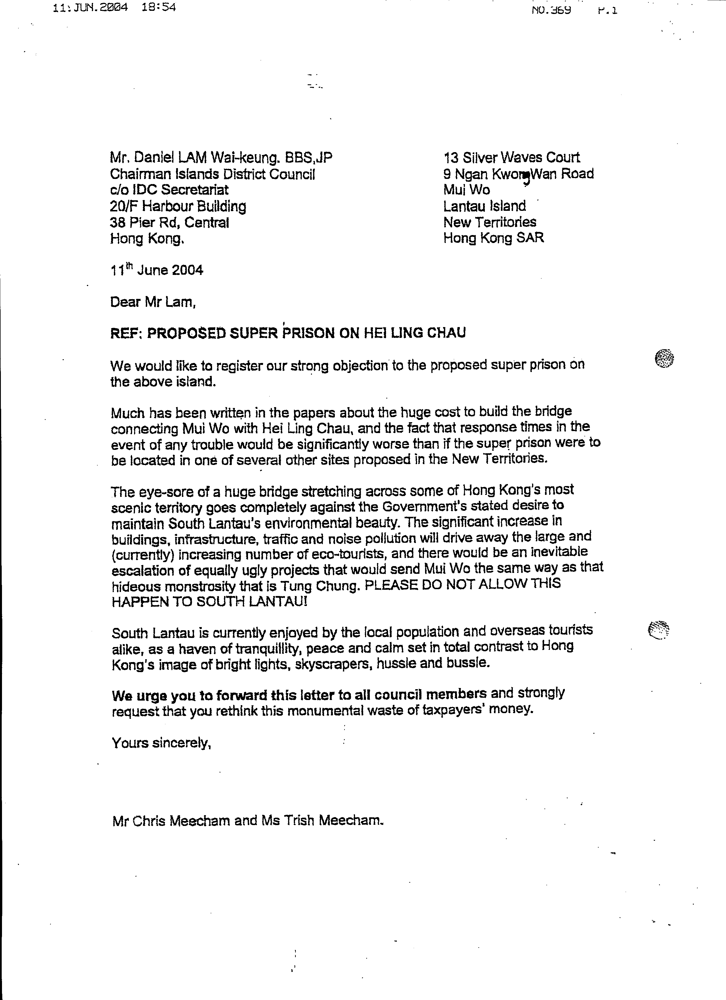 11.JUN.2004 18:54 NO.369 P.1
Mr. Daniel LAM Wai-keung. BBS,JP
Chairman Islands District Council
c/o IDC Secretariat
20/F Harbour Building
38 Pier Rd, Central
Hong Kong.
13 Silver Waves Court
9 Ngan Kwong Wan Road
Mui Wo
Lantau Island
New Territories
Hong Kong SAR
11th June 2004
Dear Mr Lam,
REF: PROPOSED SUPER PRISON ON HEI LING CHAU
We would like to register our strong objection to the proposed super prison on
the above island.
Much has been written in the papers about the huge cost to build the bridge
connecting Mui Wo with Hei Ling Chau, and the fact that response times in the
event of any trouble would be significantly worse than if the super prison were to
be located in one of several other sites proposed in the New Territories.
The eye-sore of a huge bridge stretching across some of Hong Kong's most
scenic territory goes completely against the Government's stated desire to
maintain South Lantau's environmental beauty. The significant increase in
buildings, infrastructure, traffic and noise pollution will drive away the large and
(currently) increasing number of eco-tourists, and there would be an inevitable
escalation of equally ugly projects that would send Mui Wo the same way as that
hideous monstrosity that is Tung Chung. PLEASE DO NOT ALLOW THIS
HAPPEN TO SOUTH LANTAU!
South Lantau is currently enjoyed by the local population and overseas tourists
alike, as a haven of tranquillity, peace and calm set in total contrast to Hong
Kong's image of bright lights, skyscrapers, hussle and bussle.
We urge you to forward this letter to all council members and strongly
request that you rethink this monumental waste of taxpayers' money.
Yours sincerely,
Mr Chris Meecham and Ms Trish Meecham.